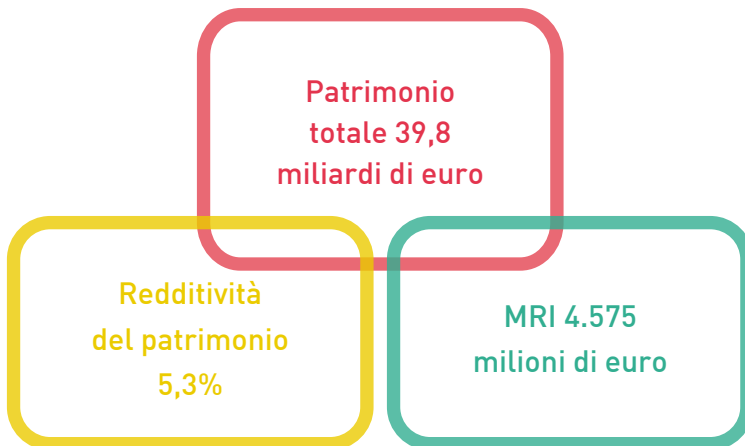 Patrimonio
totale 39,8
miliardi di euro
Redditività
del patrimonio
5,3%
MRI 4.575
milioni di euro